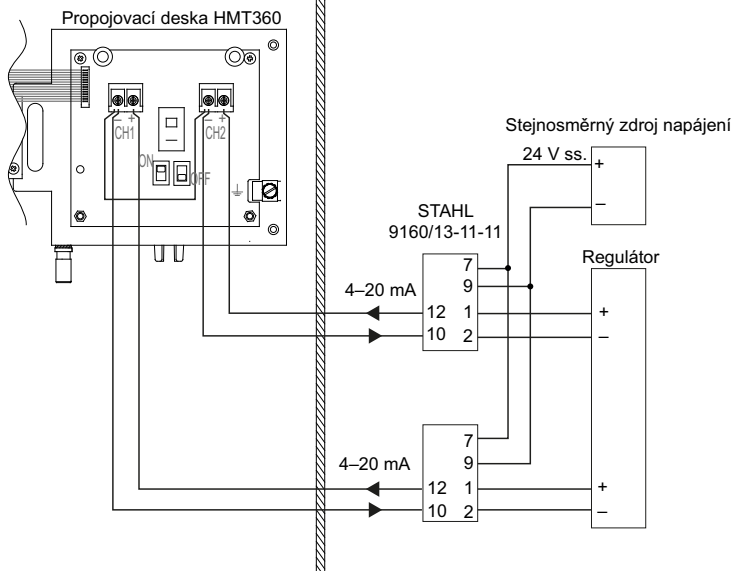 Propojovací deska HMT360
– + – +
CH1 CH2
ON
OFF
Stejnosměrný zdroj napájení
24 V ss. +
–
STAHL
9160/13-11-11
Regulátor
7
9
4–20 mA
12 1 +
10 2 –
7
9
4–20 mA
12 1 +
10 2 –